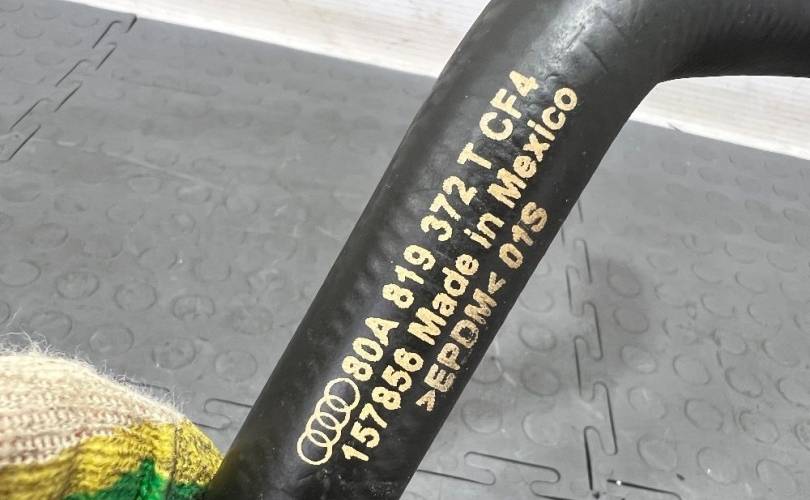 80A 819 372 T CF4
157856 Made in Mexico
>EPDM< 01S